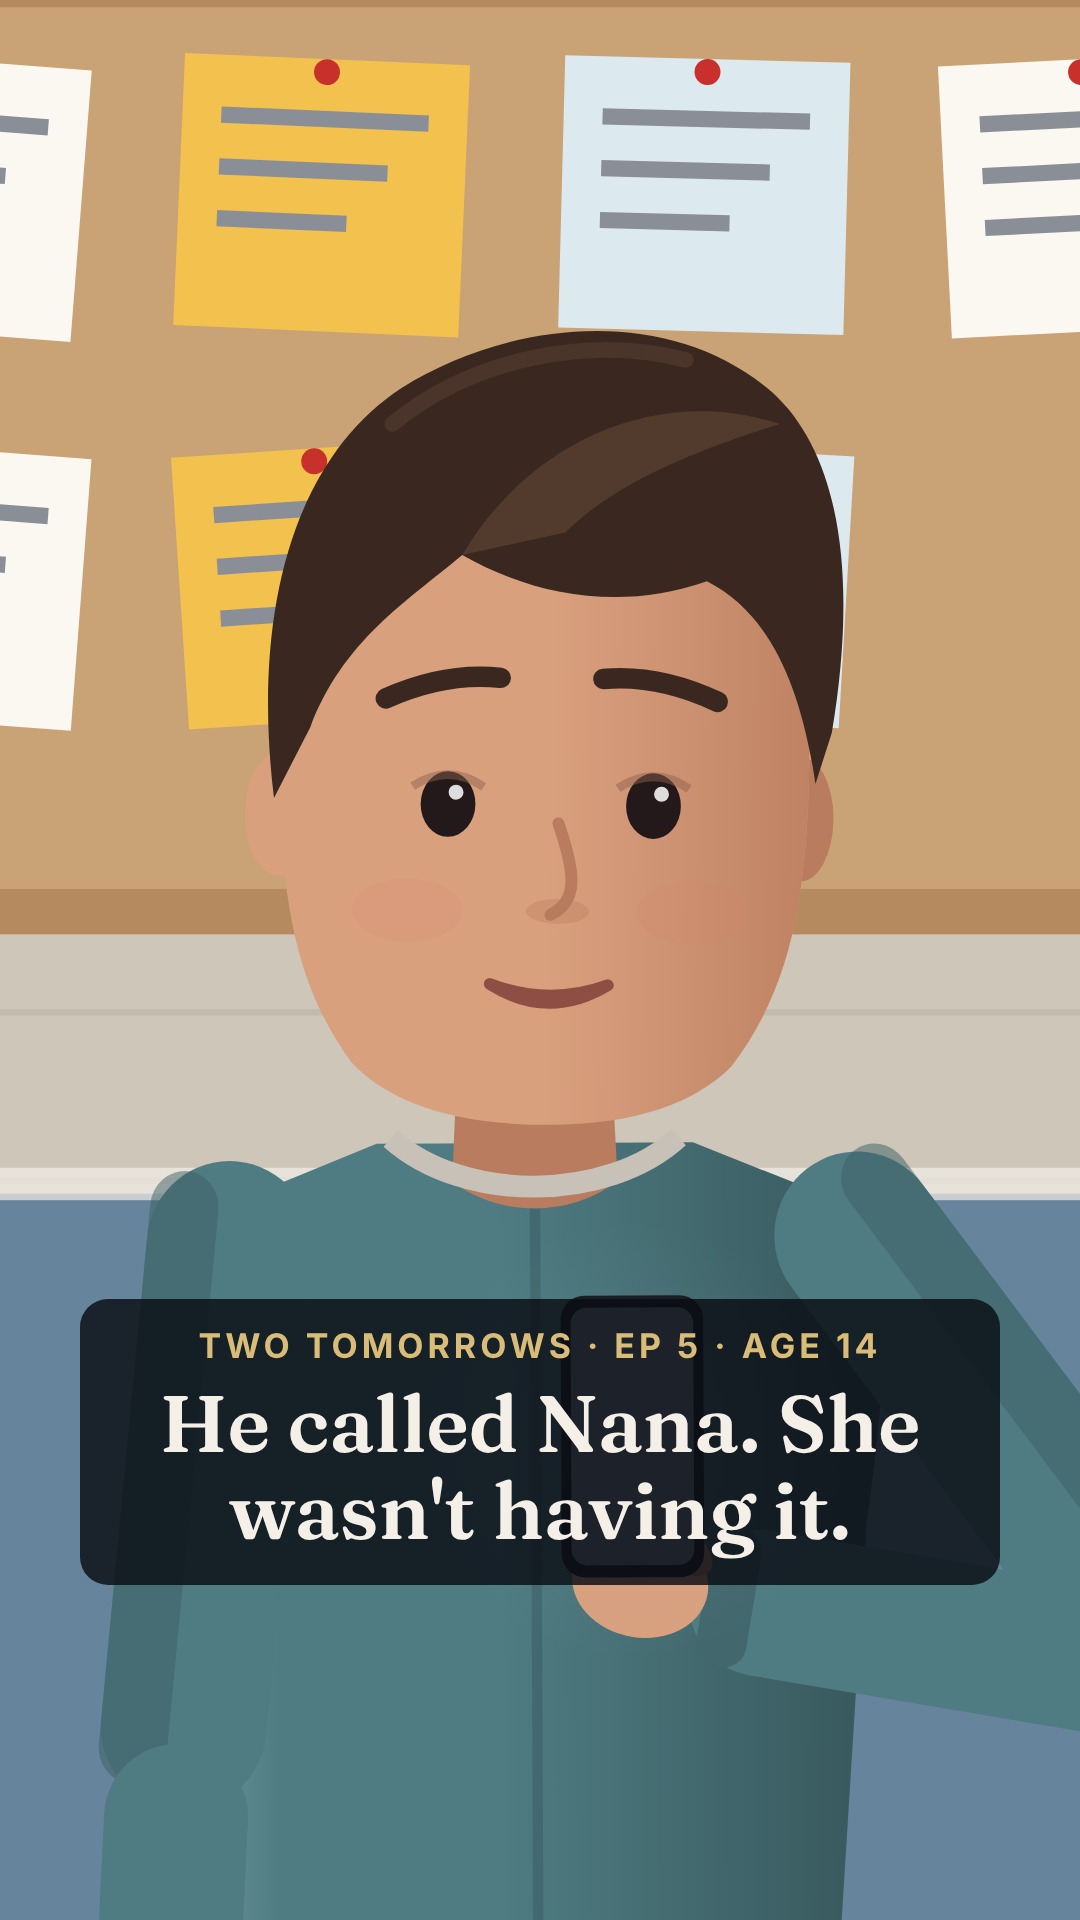 TWO TOMORROWS · EP 5 · AGE 14
He called Nana. She
wasn't having it.